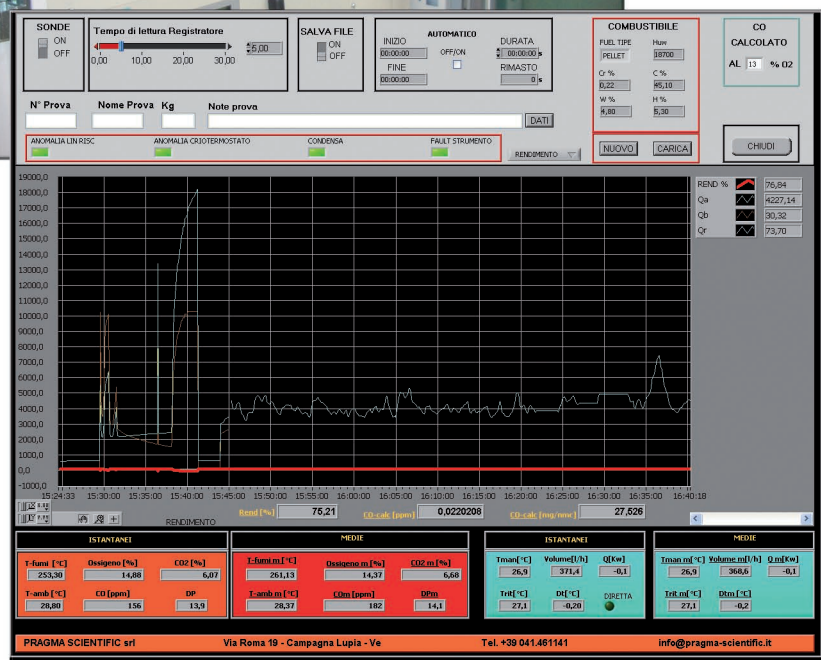 SONDE
ON
OFF
Tempo di lettura Registratore
0,00 10,00 20,00 30,00
5,00
SALVA FILE
ON
OFF
AUTOMATICO
INIZIO
00:00:00
OFF/ON
DURATA
00:00:00 s
FINE
00:00:00
RIMASTO
0 s
COMBUSTIBILE
FUEL TIPE
PELLET
Huw
18700
Cr %
0,22
C %
45,10
W %
4,80
H %
5,30
CO
CALCOLATO
AL 13 % O2
N° Prova Nome Prova Kg Note prova
DATI
ANOMALIA LIN RISC ANOMALIA CRIOTERMOSTATO CONDENSA FAULT STRUMENTO
RENDIMENTO
NUOVO CARICA
CHIUDI
19000,0
18000,0
17000,0
16000,0
15000,0
14000,0
13000,0
12000,0
11000,0
10000,0
9000,0
8000,0
7000,0
6000,0
5000,0
4000,0
3000,0
2000,0
1000,0
0,0
-1000,0
15:24:33 15:30:00 15:35:00 15:40:00 15:45:00 15:50:00 15:55:00 16:00:00 16:05:00 16:10:00 16:15:00 16:20:00 16:25:00 16:30:00 16:35:00 16:40:18
REND % 76,84
Qa 4227,14
Qb 30,32
Qr 73,70
RENDIMENTO
Rend [%] 75,21
CO-calc [ppm] 0,0220208
CO-calc [mg/nmc] 27,526
ISTANTANEI
T-fumi [°C] Ossigeno [%] CO2 [%]
253,30 14,88 6,07
T-amb [°C] CO [ppm] DP
28,80 156 13,9
MEDIE
T-fumi m [°C] Ossigeno m [%] CO2 m [%]
261,13 14,37 6,68
T-amb m [°C] COm [ppm] DPm
28,37 182 14,1
ISTANTANEI
Tman[°C] Volume[l/h] Q[Kw]
26,9 371,4 -0,1
Trit[°C] Dt[°C] DIRETTA
27,1 -0,20
MEDIE
Tman m[°C] Volume m[l/h] Q m[Kw]
26,9 368,6 -0,1
Trit m[°C] Dtm [°C]
27,1 -0,2
PRAGMA SCIENTIFIC srl Via Roma 19 - Campagna Lupia - Ve Tel. +39 041.461141 info@pragma-scientific.it